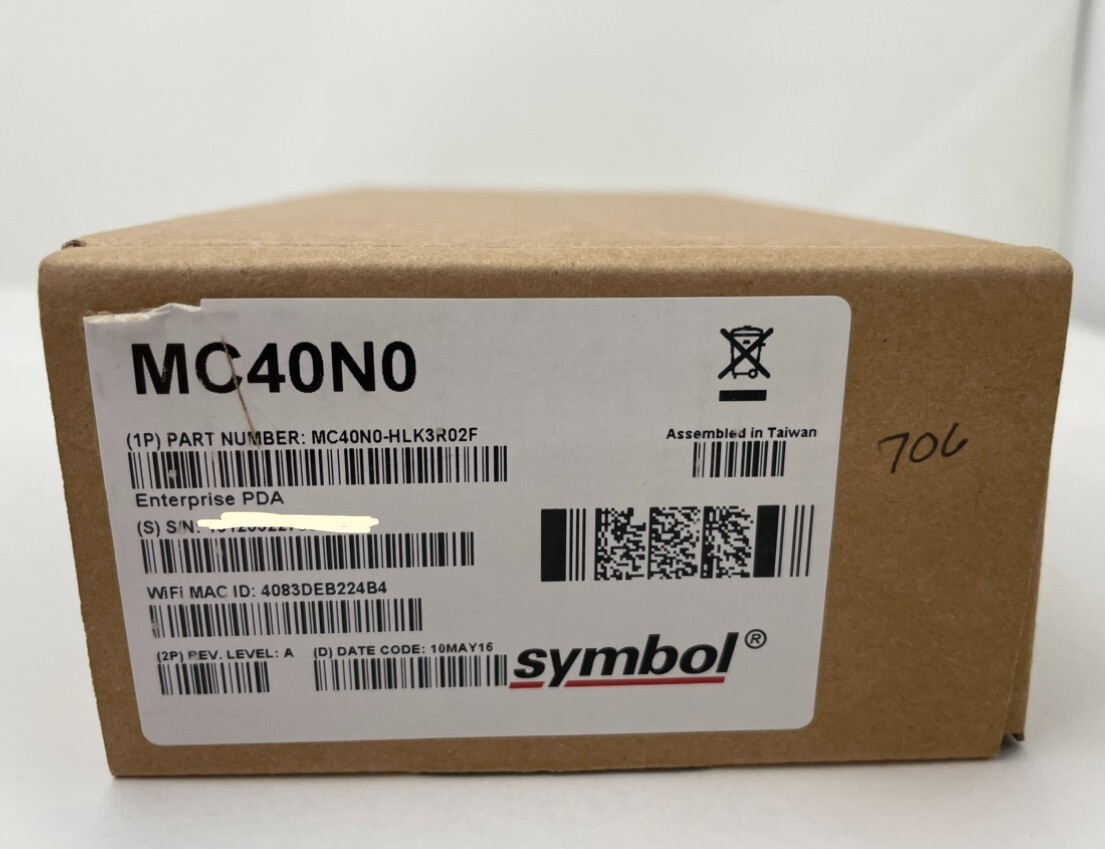 MC40N0
(1P) PART NUMBER: MC40N0-HLK3R02F
Assembled in Taiwan
706
Enterprise PDA
(S) S/N:
WiFi MAC ID: 4083DEB224B4
(2P) REV. LEVEL: A (D) DATE CODE: 10MAY16
symbol®